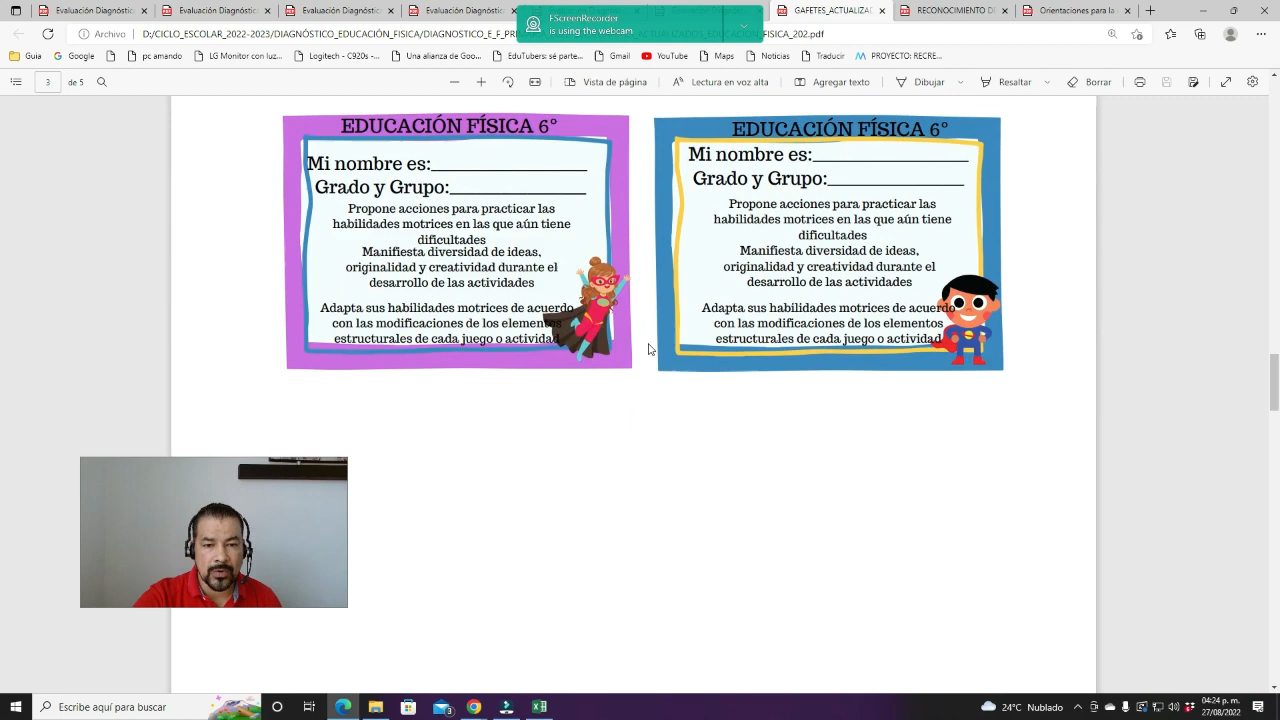 Evaluación Diagnóstic
Evaluación Diagnóstic
Evaluación Diagnóstic
Evaluación Diagnóstic
GAFETES_ACTUALIZAC
RECONOCIMIENTO DI
Orientaciones para la
FScreenRecorder
is using the webcam
Archivo
D:/CICLO_ESCOLAR_2022-2023/DIAGNÓSTICO_EDUCACIÓN_FISICA/DIAGNOSTICO_E_F_PRI
ACTUALIZADOS_EDUCACIÓN_FISICA_202.pdf
Guia
Google
pc amando
Monitor con luz...
Logitech - C920s -...
Una alianza de Goo...
EduTubers: sé parte...
Gmail
YouTube
Maps
Noticias
Traducir
PROYECTO: RECRE...
3 de 5
Vista de página
Lectura en voz alta
Agregar texto
Dibujar
Resaltar
Borrar
EDUCACIÓN FÍSICA 6°
Mi nombre es:_______________
Grado y Grupo:_____________
Propone acciones para practicar las
habilidades motrices en las que aún tiene
dificultades
Manifiesta diversidad de ideas,
originalidad y creatividad durante el
desarrollo de las actividades
Adapta sus habilidades motrices de acuerdo
con las modificaciones de los elementos
estructurales de cada juego o actividad
EDUCACIÓN FÍSICA 6°
Mi nombre es:_______________
Grado y Grupo:_____________
Propone acciones para practicar las
habilidades motrices en las que aún tiene
dificultades
Manifiesta diversidad de ideas,
originalidad y creatividad durante el
desarrollo de las actividades
Adapta sus habilidades motrices de acuerdo
con las modificaciones de los elementos
estructurales de cada juego o actividad
Escribe aquí para buscar
24°C Nublado
04:24 p. m.
27/08/2022